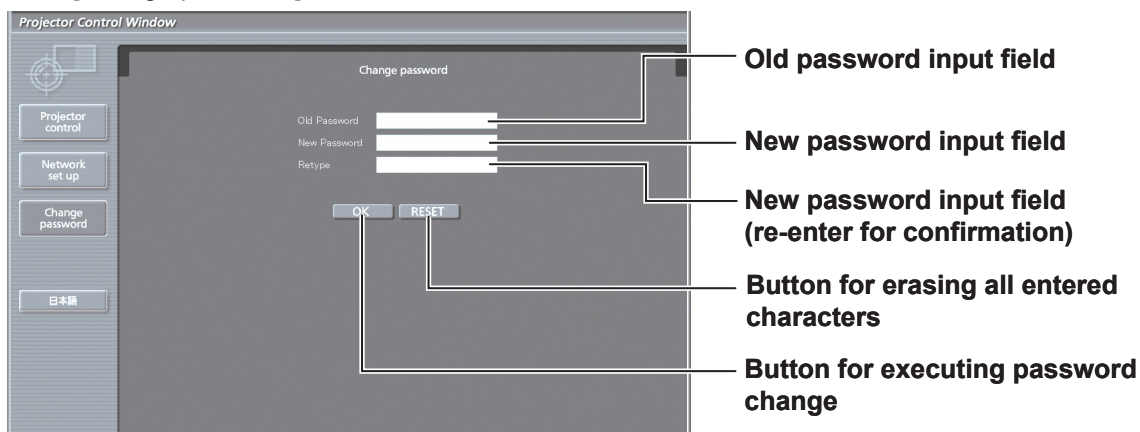 Projector Control Window
Change password
Old Password
New Password
Retype
OK
RESET
Projector
control
Network
set up
Change
password
日本語
Old password input field
New password input field
New password input field
(re-enter for confirmation)
Button for erasing all entered
characters
Button for executing password
change